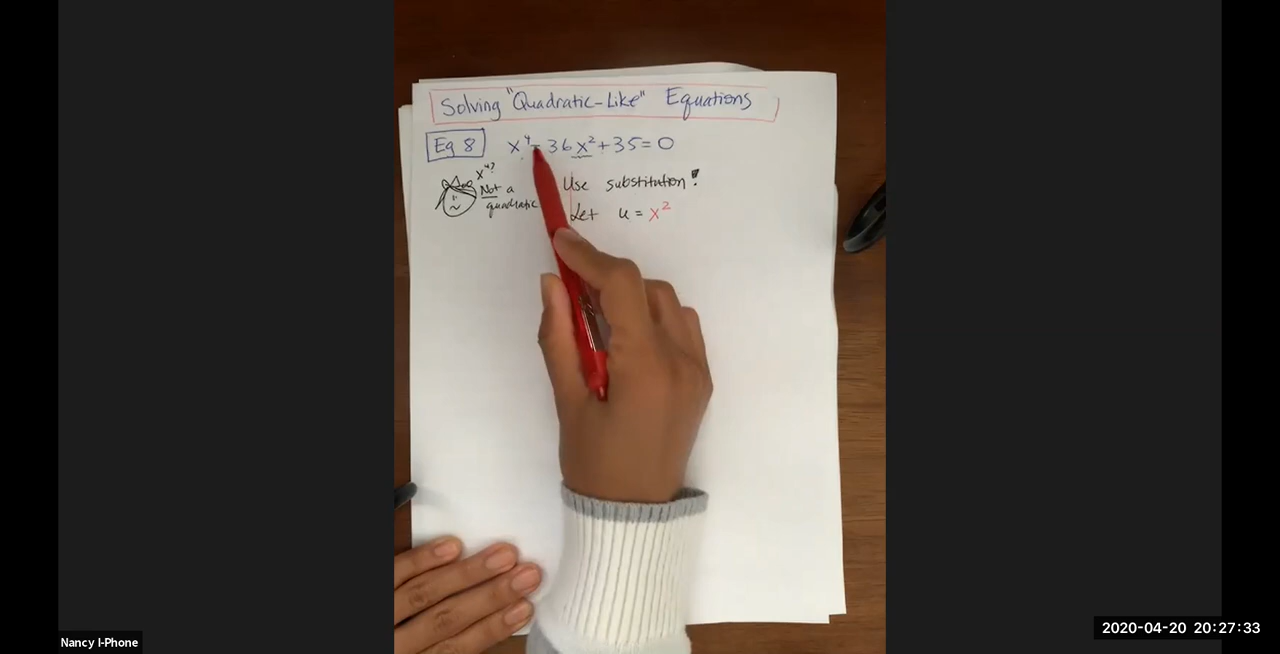 Solving "Quadratic-Like" Equations
Eg 8 x⁴ - 36x² + 35 = 0
x⁴?
Not a
quadratic
Use substitution!
Let u = x²
Nancy I-Phone
2020-04-20 20:27:33